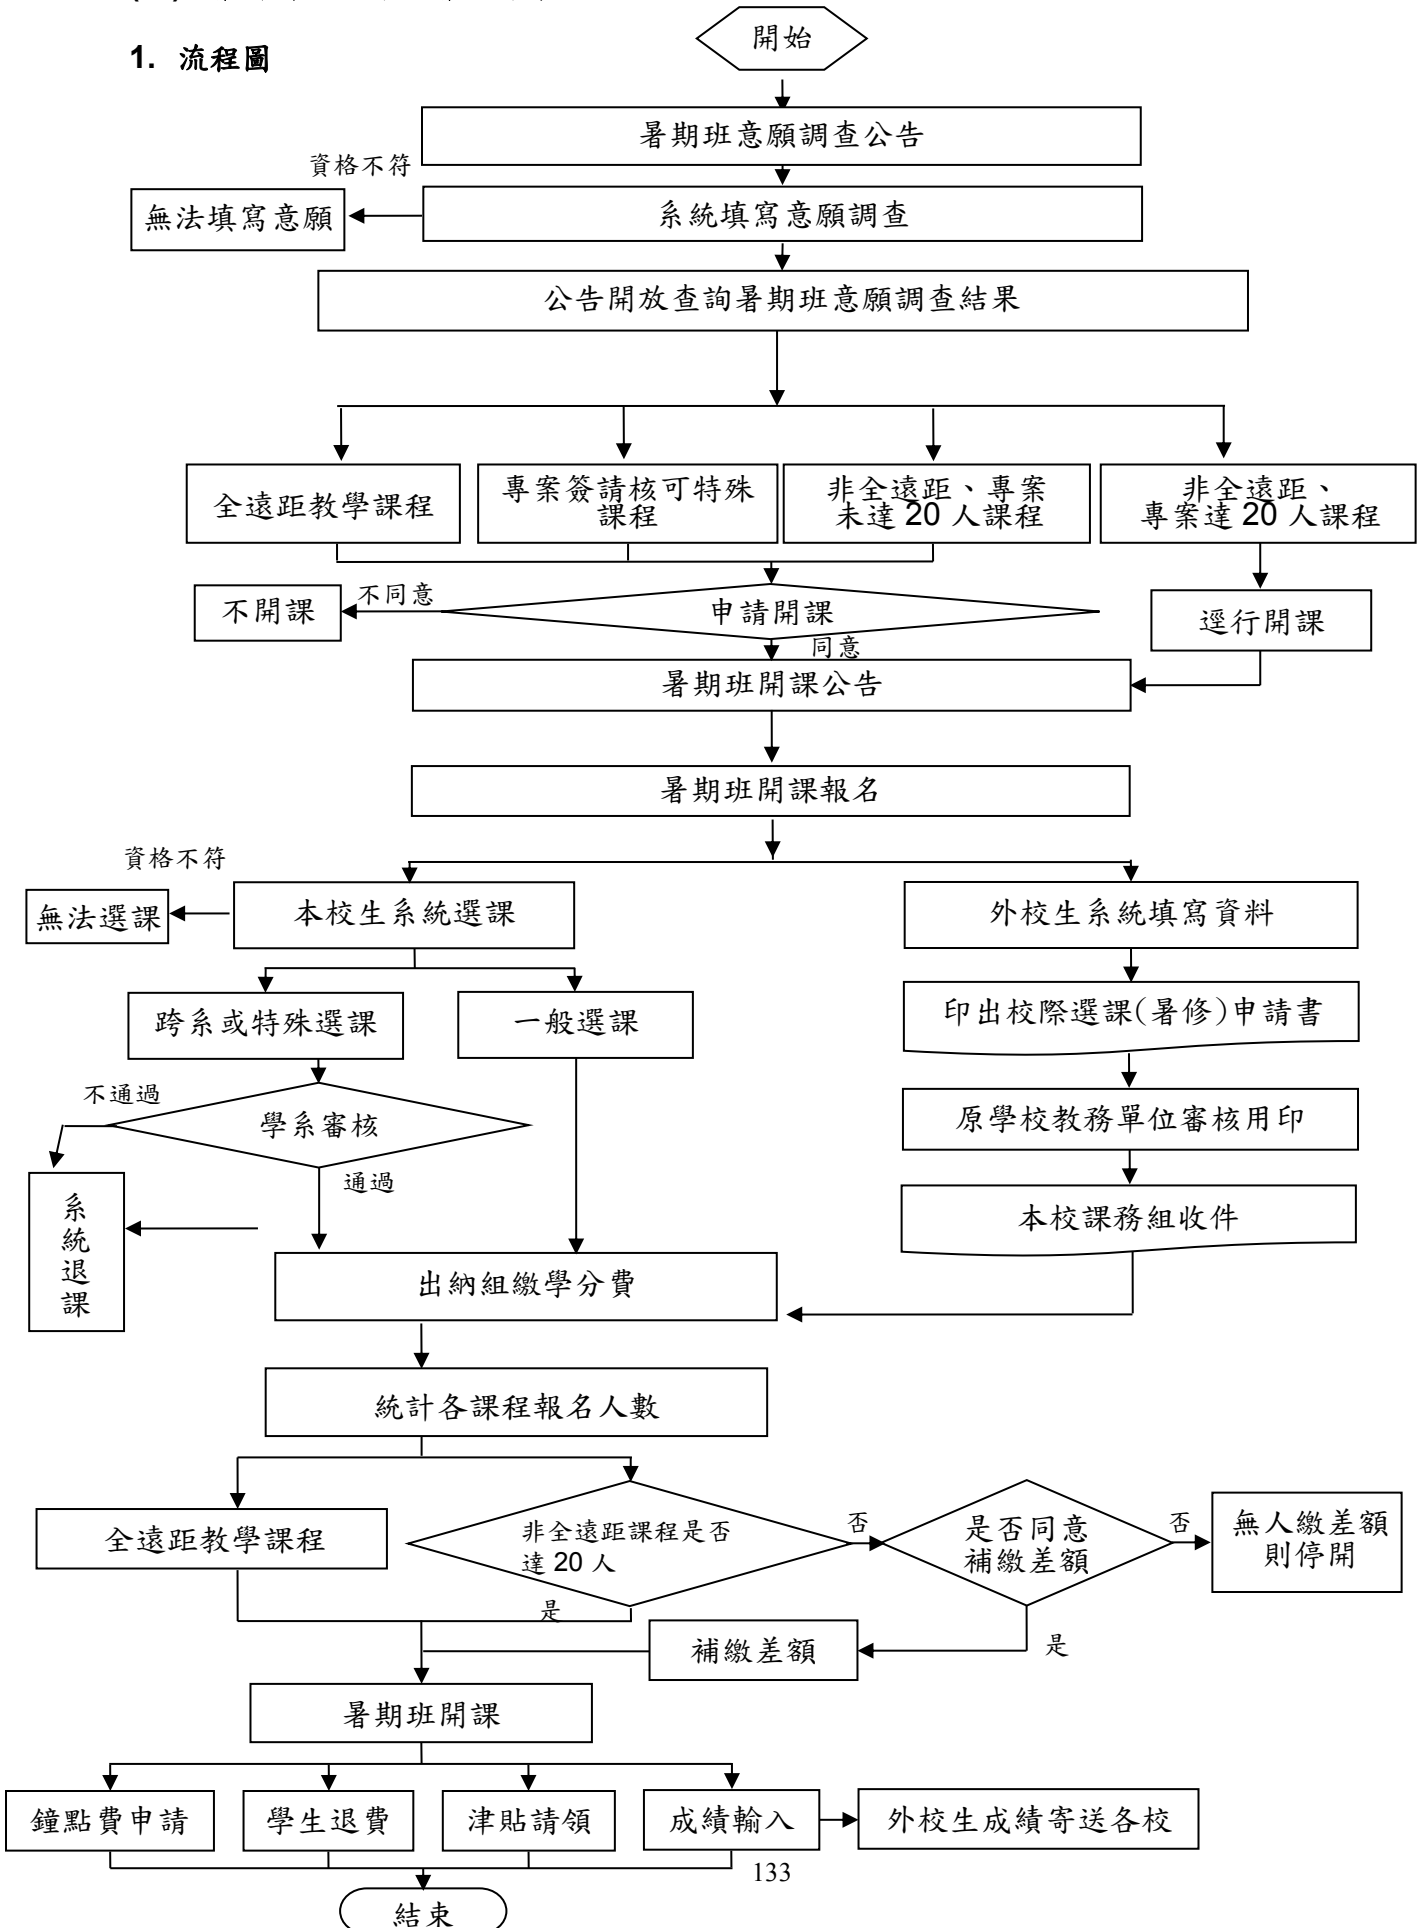 1. 流程圖
開始
暑期班意願調查公告
資格不符
無法填寫意願
系統填寫意願調查
公告開放查詢暑期班意願調查結果
全遠距教學課程
專案簽請核可特殊
課程
非全遠距、專案
未達 20 人課程
非全遠距、
專案達 20 人課程
不開課
不同意
申請開課
逕行開課
同意
暑期班開課公告
暑期班開課報名
資格不符
無法選課
本校生系統選課
外校生系統填寫資料
跨系或特殊選課
一般選課
印出校際選課(暑修)申請書
不通過
學系審核
原學校教務單位審核用印
通過
系
統
退
課
本校課務組收件
出納組繳學分費
統計各課程報名人數
全遠距教學課程
非全遠距課程是否
達 20 人
否
是否同意
補繳差額
否
無人繳差額
則停開
是
補繳差額
是
暑期班開課
鐘點費申請
學生退費
津貼請領
成績輸入
外校生成績寄送各校
133
結束